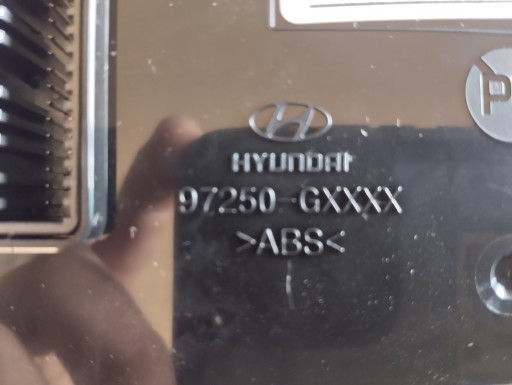 P
HYUNDAI
97250-GXXXX
>ABS<